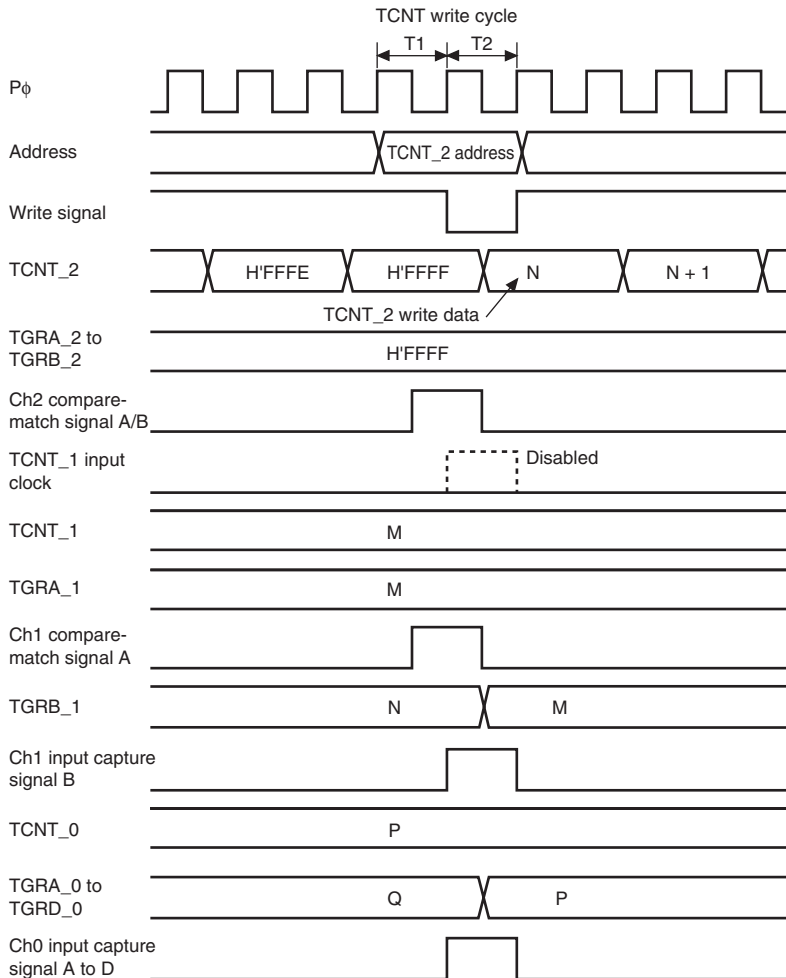 TCNT write cycle
T1 T2
Pϕ
Address TCNT_2 address
Write signal
TCNT_2 H'FFFE H'FFFF N N + 1
TCNT_2 write data
TGRA_2 to
TGRB_2 H'FFFF
Ch2 compare-
match signal A/B
TCNT_1 input
clock Disabled
TCNT_1 M
TGRA_1 M
Ch1 compare-
match signal A
TGRB_1 N M
Ch1 input capture
signal B
TCNT_0 P
TGRA_0 to
TGRD_0 Q P
Ch0 input capture
signal A to D